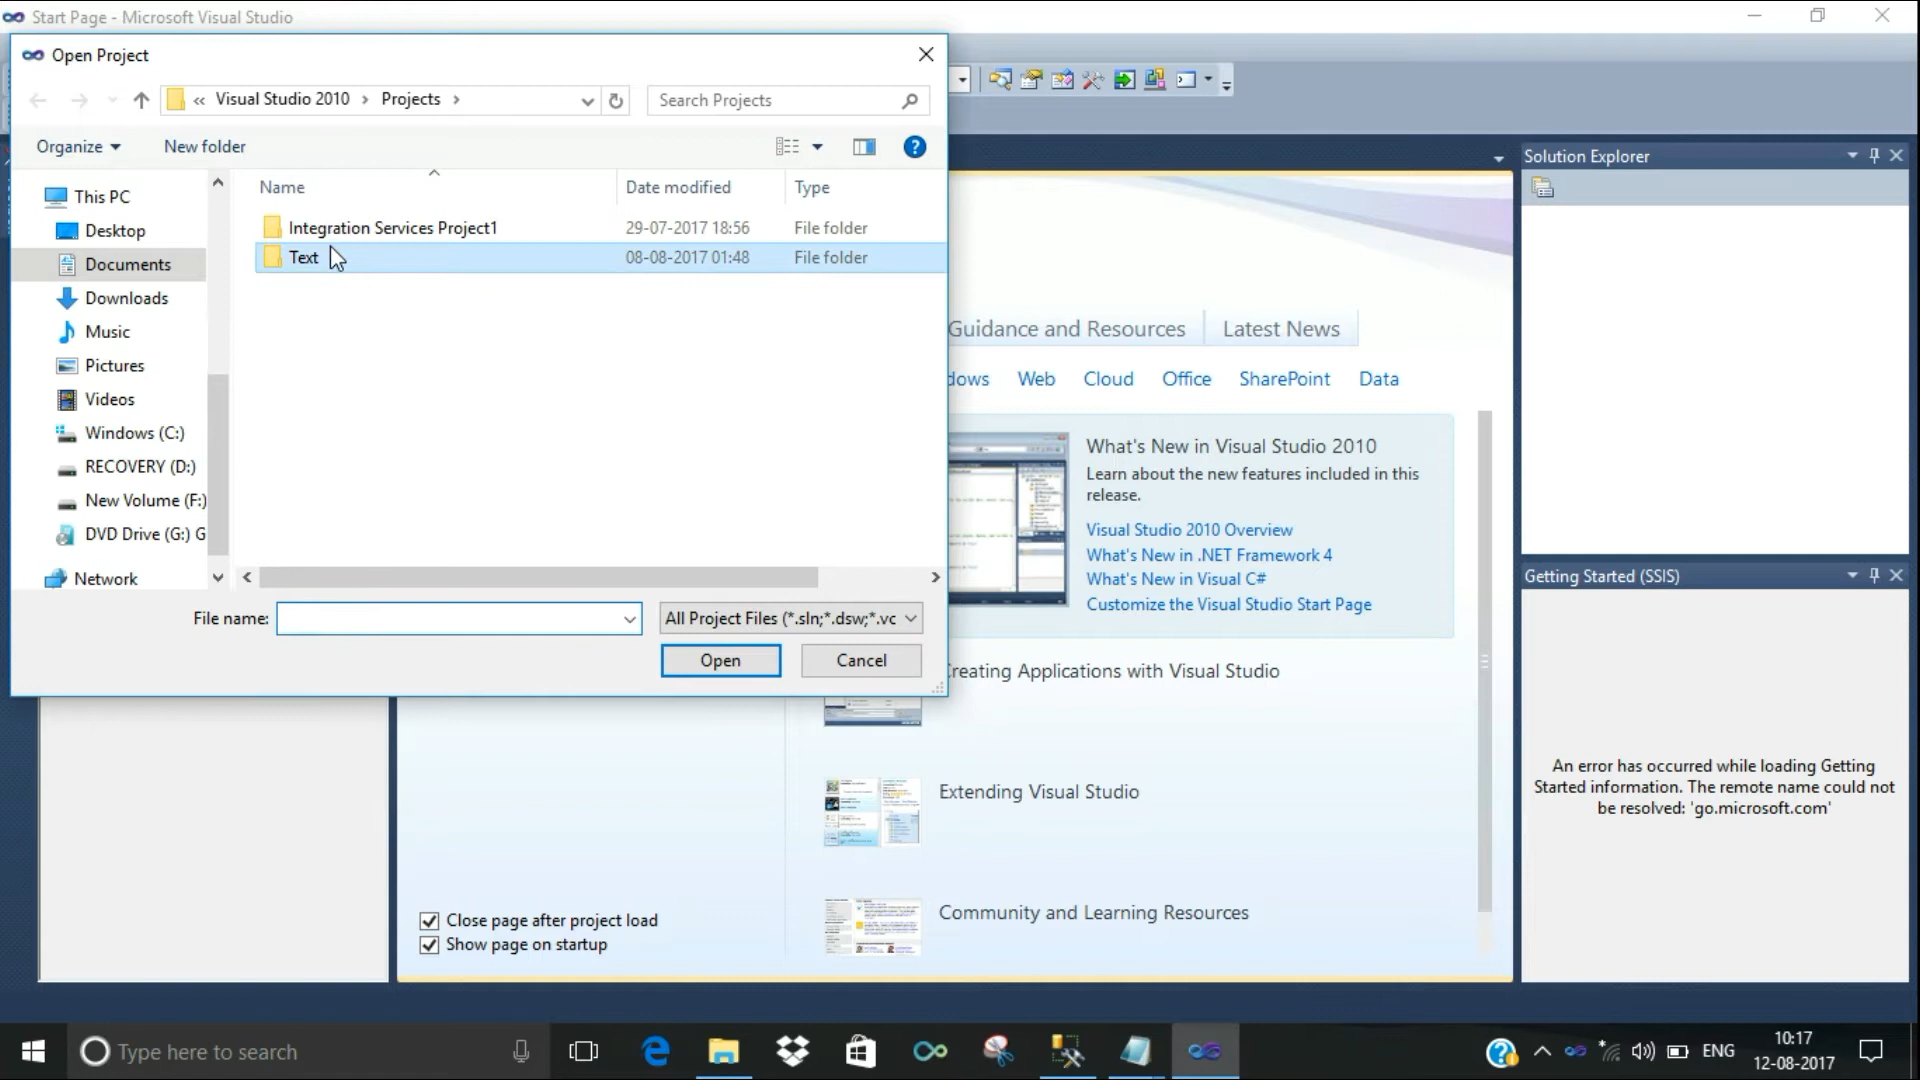 Start Page - Microsoft Visual Studio
Open Project
« Visual Studio 2010 › Projects ›
Search Projects
Organize
New folder
Name
Date modified
Type
This PC
Desktop
Documents
Downloads
Music
Pictures
Videos
Windows (C:)
RECOVERY (D:)
New Volume (F:)
DVD Drive (G:) G
Network
Integration Services Project1
29-07-2017 18:56
File folder
Text
08-08-2017 01:48
File folder
File name:
All Project Files (*.sln;*.dsw;*.vc
Open
Cancel
Guidance and Resources
Latest News
dows
Web
Cloud
Office
SharePoint
Data
What's New in Visual Studio 2010
Learn about the new features included in this
release.
Visual Studio 2010 Overview
What's New in .NET Framework 4
What's New in Visual C#
Customize the Visual Studio Start Page
Creating Applications with Visual Studio
Extending Visual Studio
Community and Learning Resources
Close page after project load
Show page on startup
Solution Explorer
Getting Started (SSIS)
An error has occurred while loading Getting
Started information. The remote name could not
be resolved: 'go.microsoft.com'
Type here to search
ENG
10:17
12-08-2017